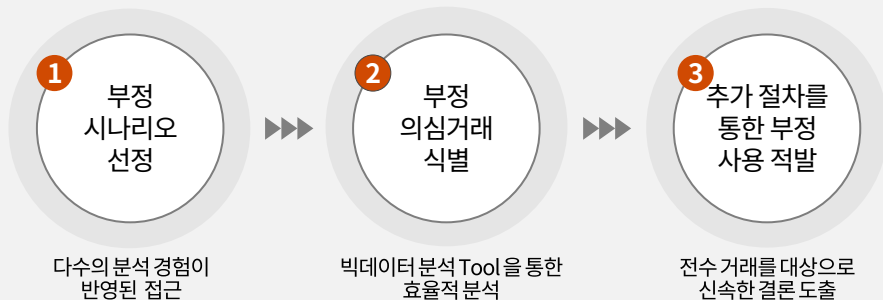 1
부정
시나리오
선정
다수의 분석 경험이
반영된 접근
2
부정
의심거래
식별
빅데이터 분석 Tool을 통한
효율적 분석
3
추가 절차를
통한 부정
사용 적발
전수 거래를 대상으로
신속한 결론 도출